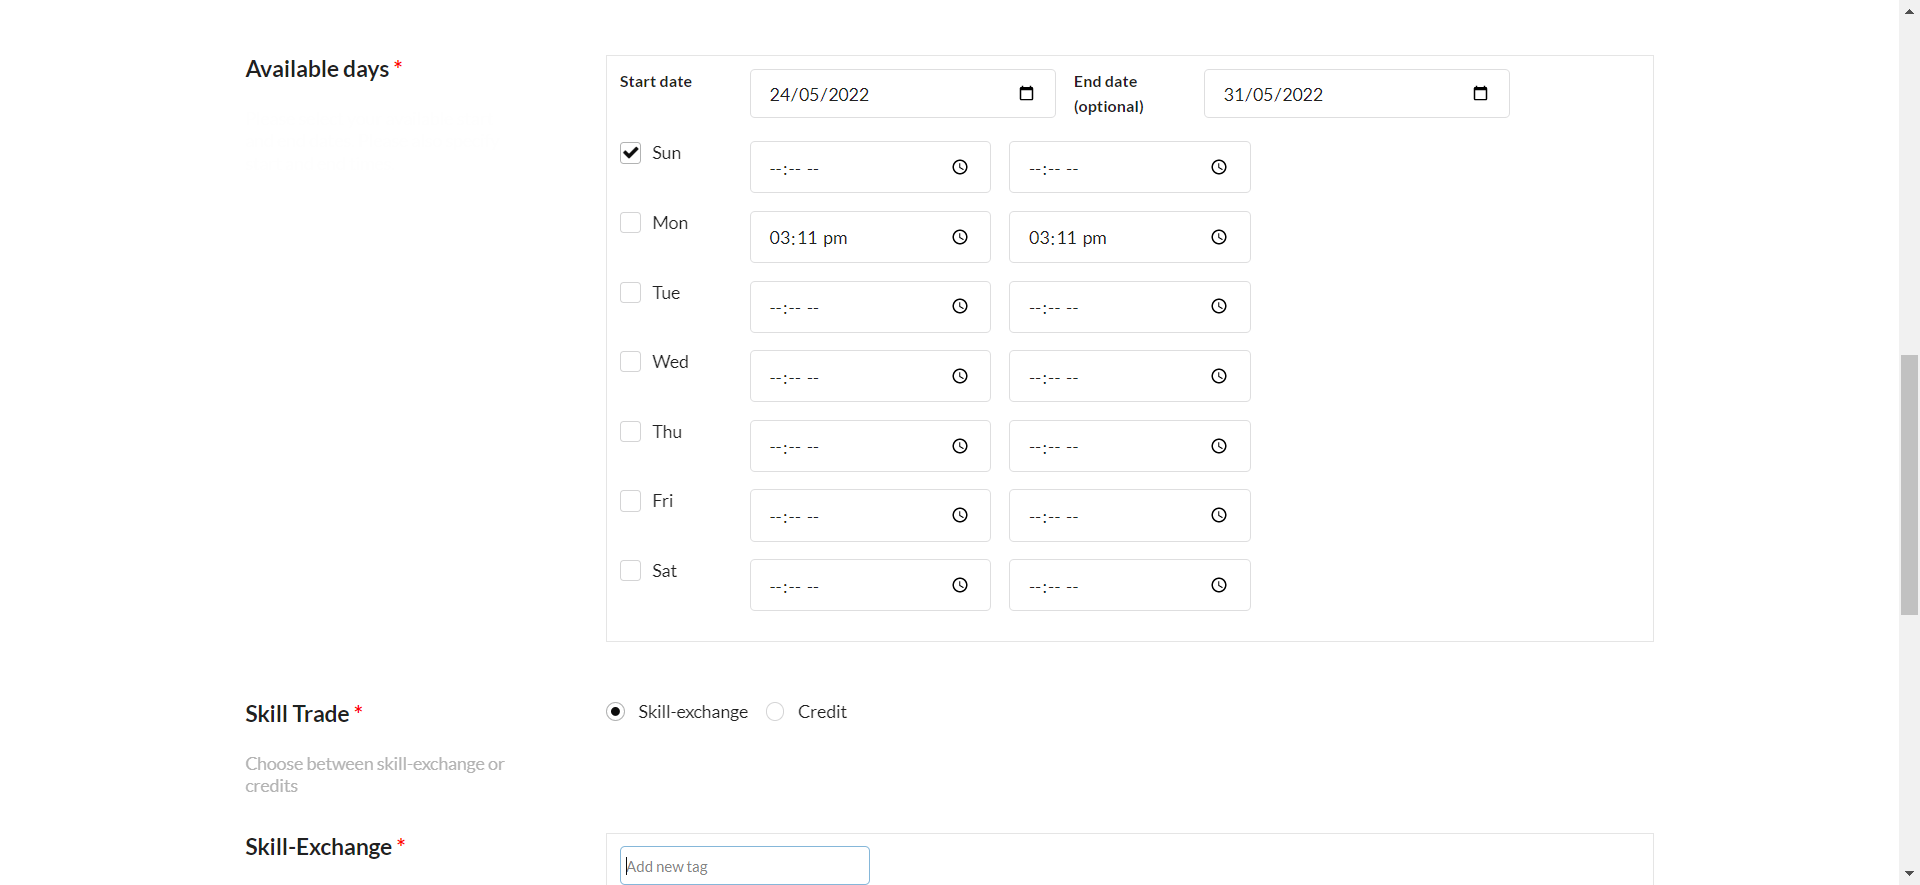 Available days *
Start date
24/05/2022
End date
(optional)
31/05/2022
Sun
--:-- --
--:-- --
Mon
03:11 pm
03:11 pm
Tue
--:-- --
--:-- --
Wed
--:-- --
--:-- --
Thu
--:-- --
--:-- --
Fri
--:-- --
--:-- --
Sat
--:-- --
--:-- --
Skill Trade *
Skill-exchange
Credit
Choose between skill-exchange or
credits
Skill-Exchange *
Add new tag